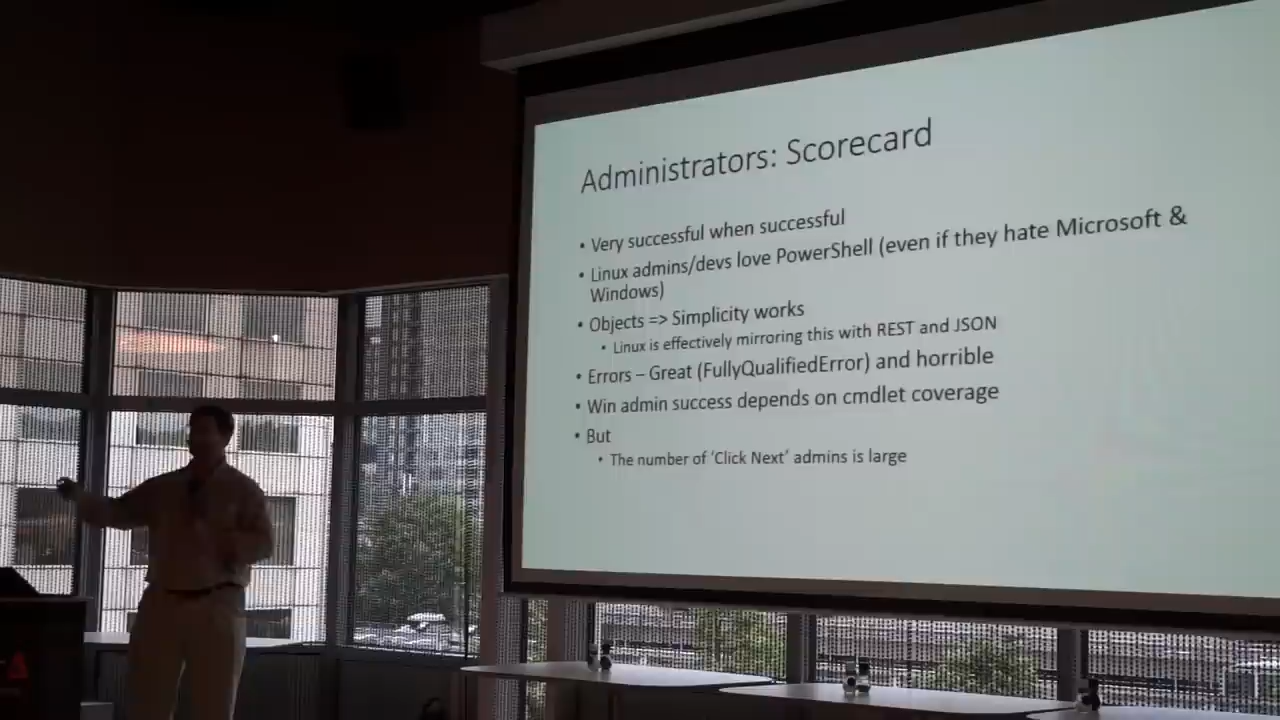 Administrators: Scorecard
• Very successful when successful
• Linux admins/devs love PowerShell (even if they hate Microsoft &
Windows)
• Objects => Simplicity works
• Linux is effectively mirroring this with REST and JSON
• Errors – Great (FullyQualifiedError) and horrible
• Win admin success depends on cmdlet coverage
• But
• The number of ‘Click Next’ admins is large